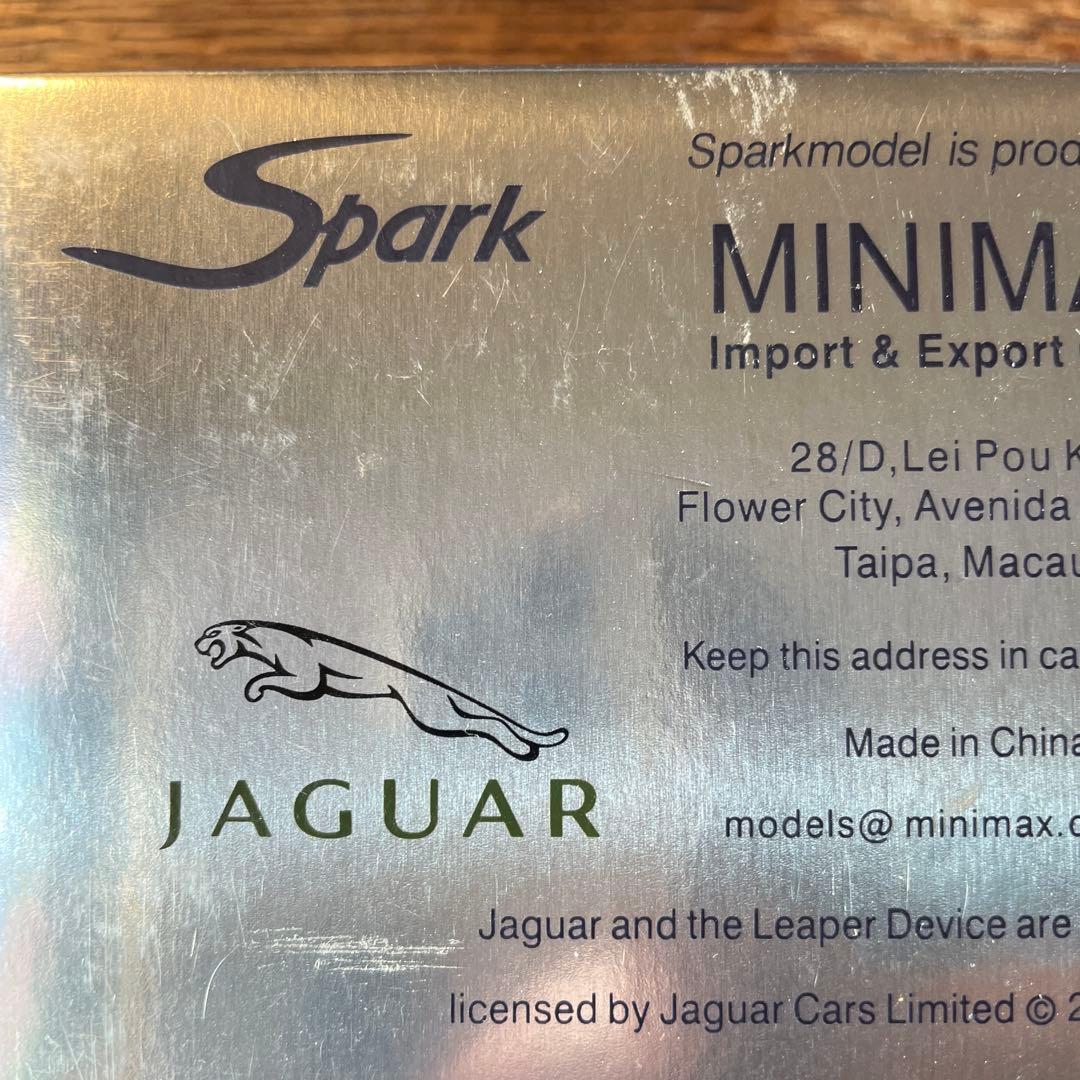 Spark
Sparkmodel is prod
MINIMA
Import & Export
28/D,Lei Pou K
Flower City, Avenida
Taipa, Macau
Keep this address in ca
Made in China
models@ minimax.c
JAGUAR
Jaguar and the Leaper Device are
licensed by Jaguar Cars Limited © 2